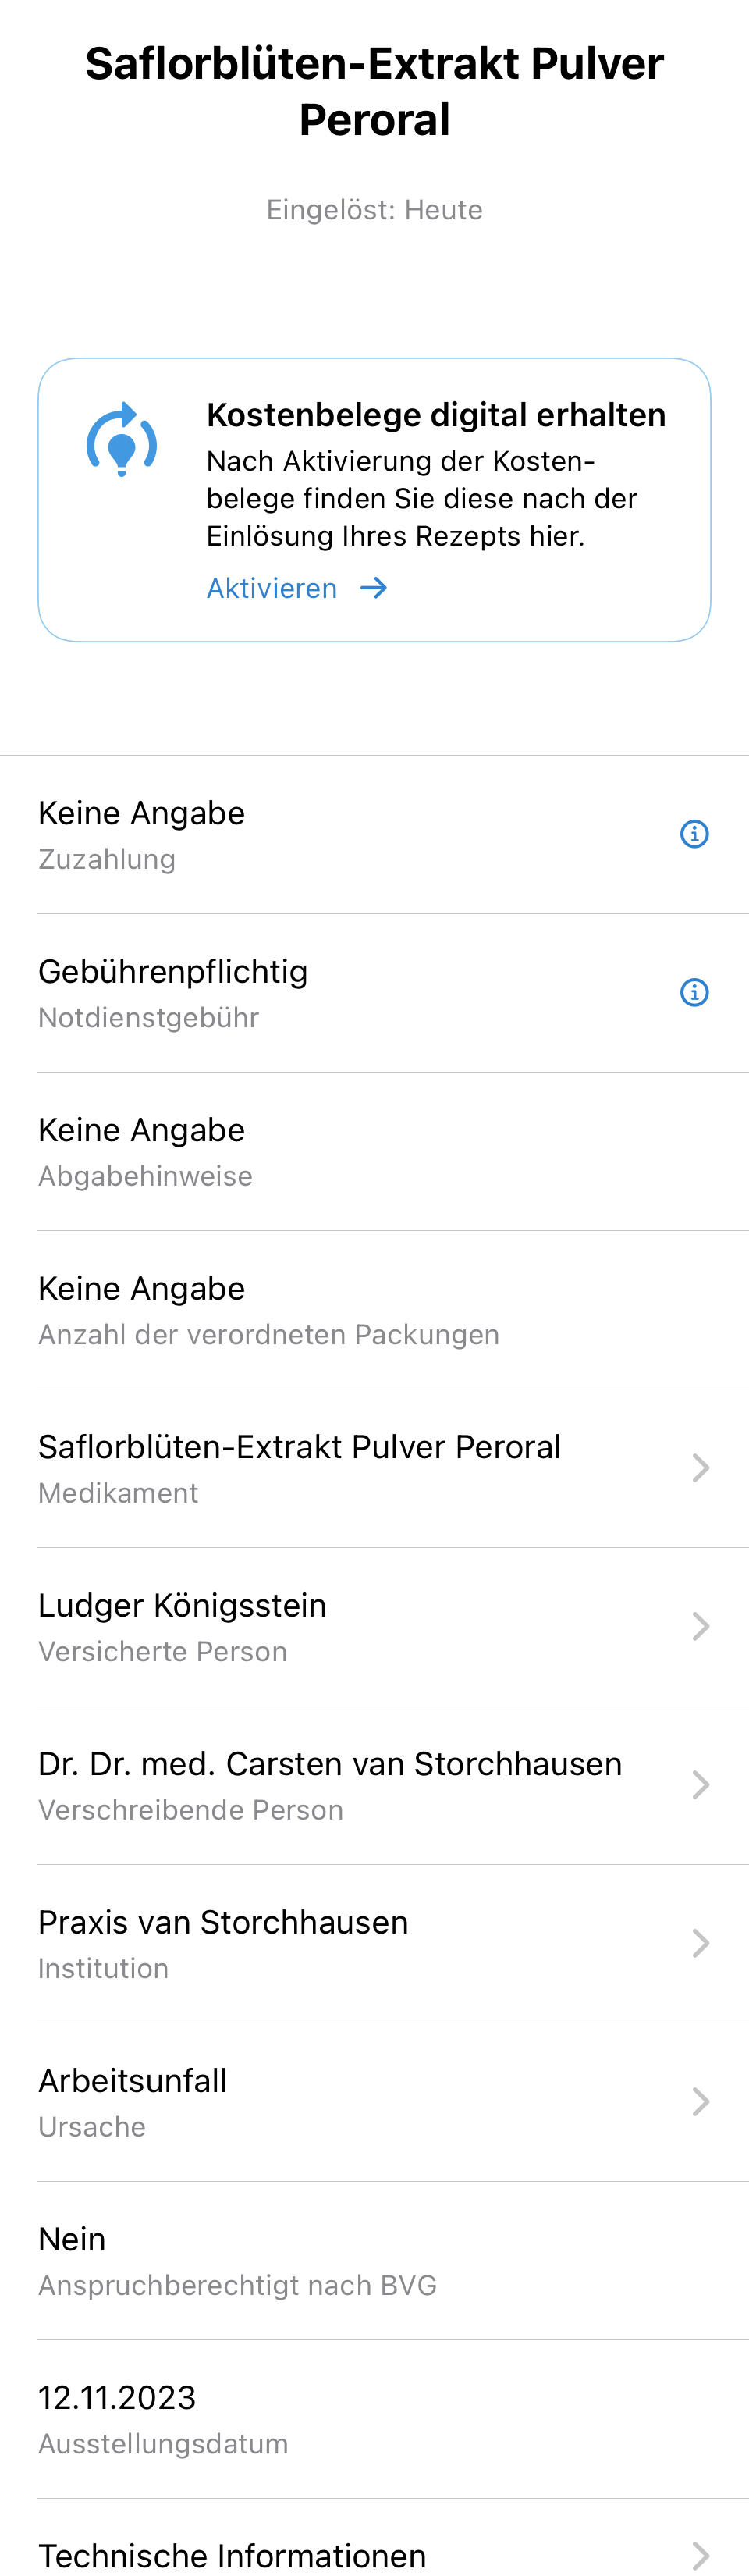 Saflorblüten-Extrakt Pulver
Peroral
Eingelöst: Heute
Kostenbelege digital erhalten
Nach Aktivierung der Kosten-
belege finden Sie diese nach der
Einlösung Ihres Rezepts hier.
Aktivieren →
Keine Angabe
Zuzahlung
Gebührenpflichtig
Notdienstgebühr
Keine Angabe
Abgabehinweise
Keine Angabe
Anzahl der verordneten Packungen
Saflorblüten-Extrakt Pulver Peroral
Medikament
Ludger Königsstein
Versicherte Person
Dr. Dr. med. Carsten van Storchhausen
Verschreibende Person
Praxis van Storchhausen
Institution
Arbeitsunfall
Ursache
Nein
Anspruchberechtigt nach BVG
12.11.2023
Ausstellungsdatum
Technische Informationen